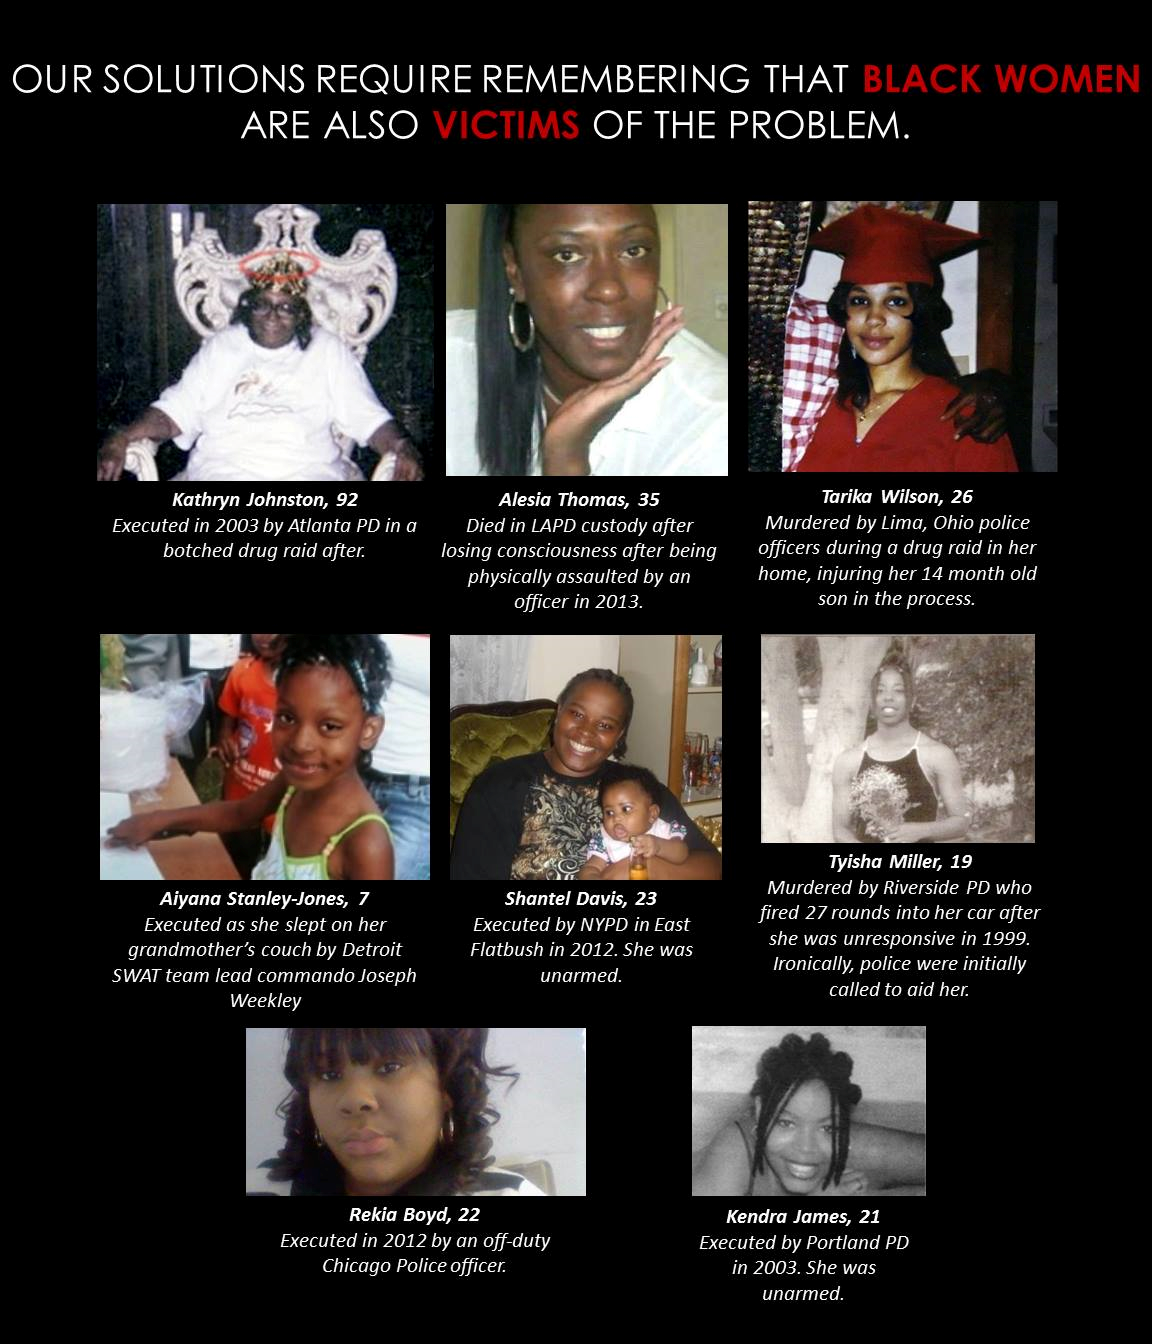 OUR SOLUTIONS REQUIRE REMEMBERING THAT BLACK WOMEN
ARE ALSO VICTIMS OF THE PROBLEM.
Kathryn Johnston, 92
Executed in 2003 by Atlanta PD in a
botched drug raid after.
Alesia Thomas, 35
Died in LAPD custody after
losing consciousness after being
physically assaulted by an
officer in 2013.
Tarika Wilson, 26
Murdered by Lima, Ohio police
officers during a drug raid in her
home, injuring her 14 month old
son in the process.
Aiyana Stanley-Jones, 7
Executed as she slept on her
grandmother’s couch by Detroit
SWAT team lead commando Joseph
Weekley
Shantel Davis, 23
Executed by NYPD in East
Flatbush in 2012. She was
unarmed.
Tyisha Miller, 19
Murdered by Riverside PD who
fired 27 rounds into her car after
she was unresponsive in 1999.
Ironically, police were initially
called to aid her.
Rekia Boyd, 22
Executed in 2012 by an off-duty
Chicago Police officer.
Kendra James, 21
Executed by Portland PD
in 2003. She was
unarmed.